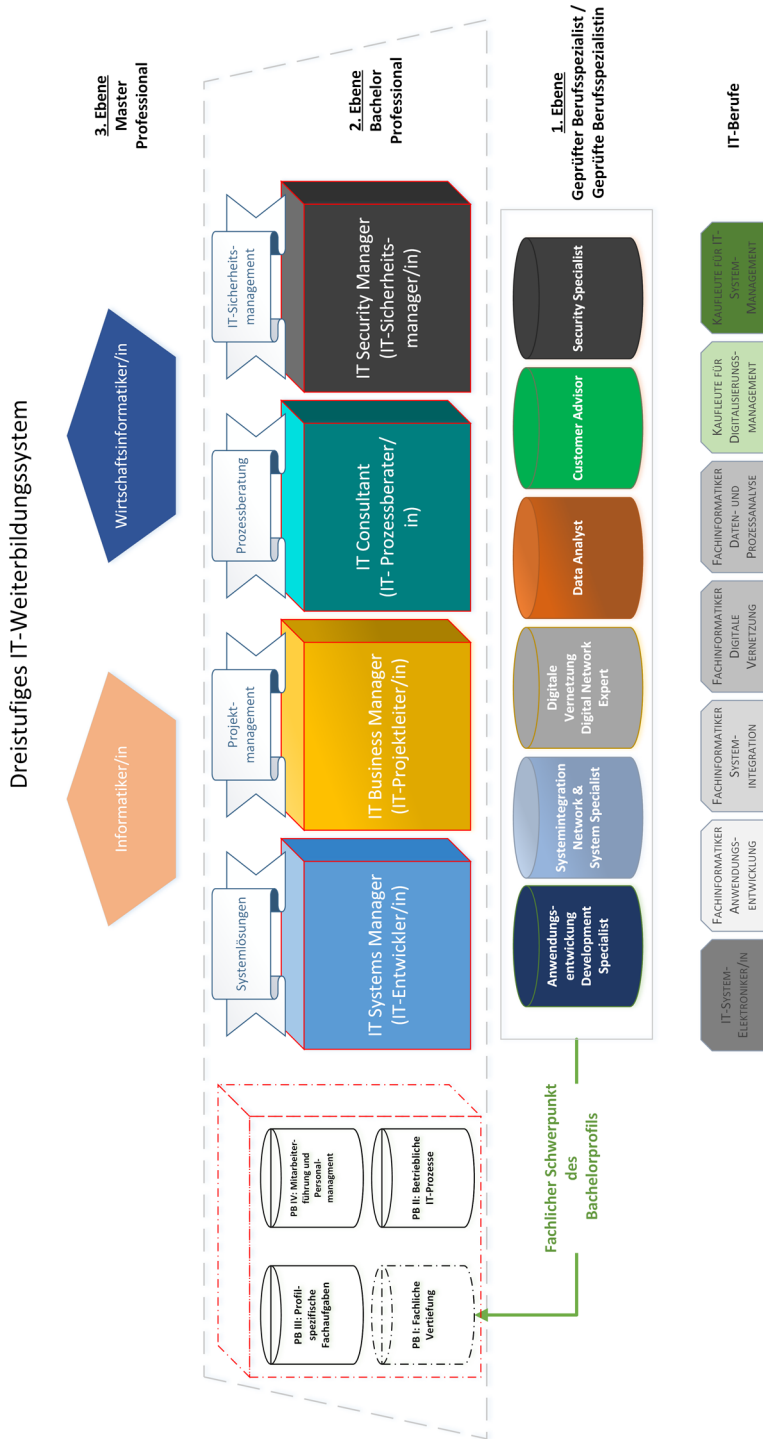 Dreistufiges IT-Weiterbildungssystem
Informatiker/in
Wirtschaftsinformatiker/in
3. Ebene
Master
Professional
PB III: Profil-
spezifische
Fachaufgaben
PB IV: Mitarbeiter-
führung und
Personal-
managment
PB I: Fachliche
Vertiefung
PB II: Betriebliche
IT-Prozesse
Systemlösungen
IT Systems Manager
(IT-Entwickler/in)
Projekt-
management
IT Business Manager
(IT-Projektleiter/in)
Prozessberatung
IT Consultant
(IT- Prozessberater/
in)
IT-Sicherheits-
management
IT Security Manager
(IT-Sicherheits-
manager/in)
2. Ebene
Bachelor
Professional
Fachlicher Schwerpunkt
des
Bachelorprofils
Anwendungs-
entwickung
Development
Specialist
Systemintegration
Network &
System Specialist
Digitale
Vernetzung
Digital Network
Expert
Data Analyst
Customer Advisor
Security Specialist
1. Ebene
Geprüfter Berufsspezialist /
Geprüfte Berufsspezialistin
IT-System-
Elektroniker/in
Fachinformatiker
Anwendungs-
entwicklung
Fachinformatiker
System-
integration
Fachinformatiker
Digitale
Vernetzung
Fachinformatiker
Daten- und
Prozessanalyse
Kaufleute für
Digitalisierungs-
management
Kaufleute für IT-
System-
Management
IT-Berufe